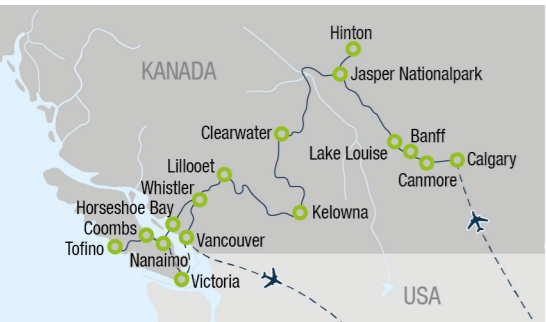 Hinton
KANADA
Jasper Nationalpark
Clearwater
Banff
Lake Louise
Calgary
Lillooet
Canmore
Whistler
Horseshoe Bay
Kelowna
Coombs
Vancouver
Tofino
Nanaimo
Victoria
USA